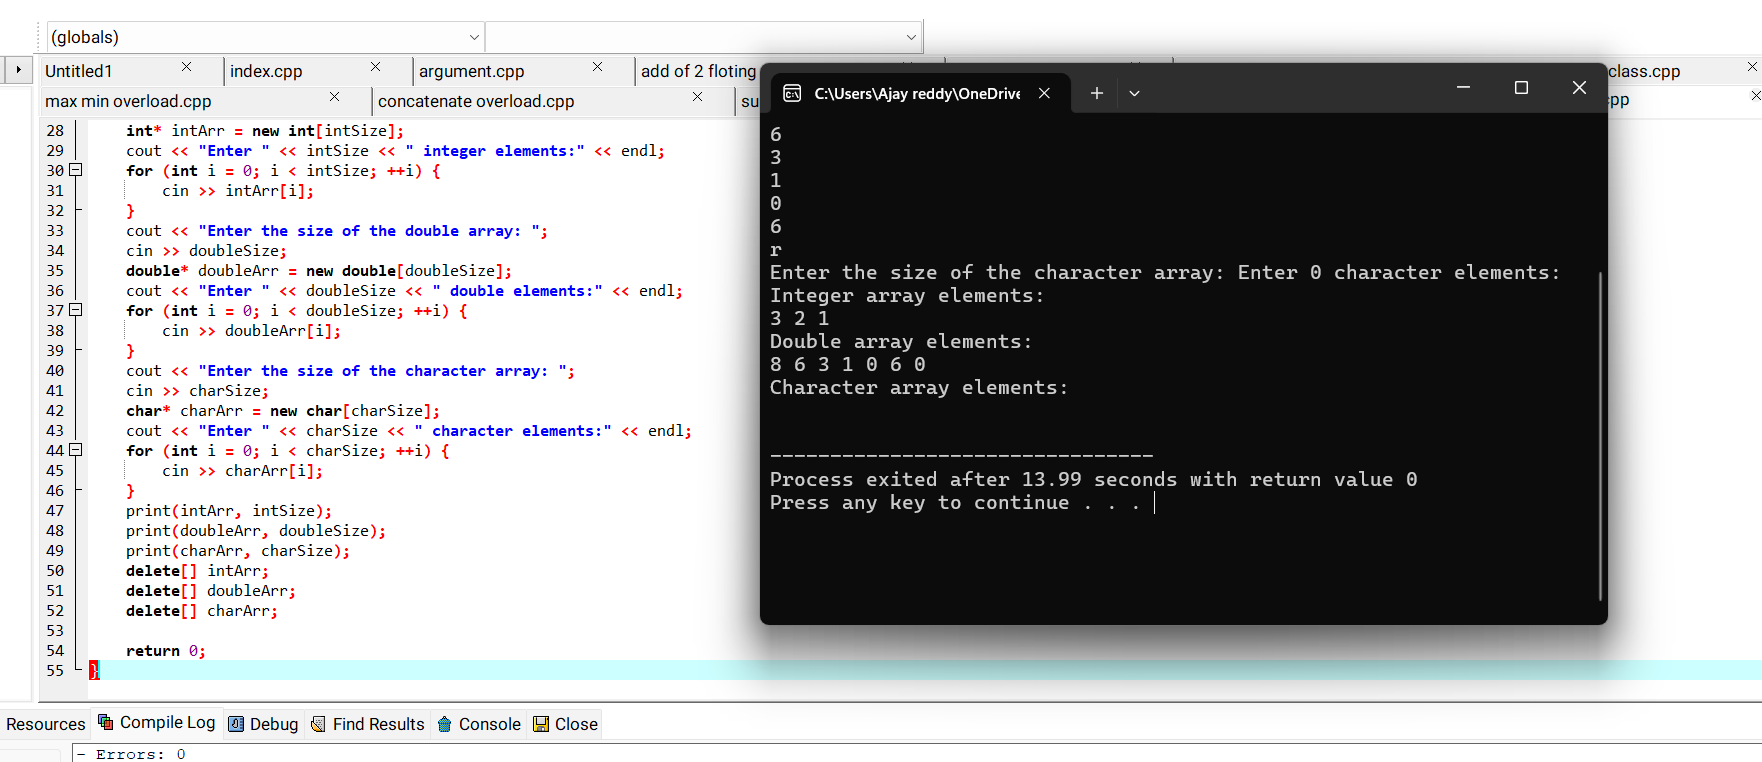 (globals)
Untitled1
index.cpp
argument.cpp
add of 2 floting
class.cpp
max min overload.cpp
concatenate overload.cpp
su
cpp
28 int* intArr = new int[intSize];
29 cout << "Enter " << intSize << " integer elements:" << endl;
30 for (int i = 0; i < intSize; ++i) {
31 cin >> intArr[i];
32 }
33 cout << "Enter the size of the double array: ";
34 cin >> doubleSize;
35 double* doubleArr = new double[doubleSize];
36 cout << "Enter " << doubleSize << " double elements:" << endl;
37 for (int i = 0; i < doubleSize; ++i) {
38 cin >> doubleArr[i];
39 }
40 cout << "Enter the size of the character array: ";
41 cin >> charSize;
42 char* charArr = new char[charSize];
43 cout << "Enter " << charSize << " character elements:" << endl;
44 for (int i = 0; i < charSize; ++i) {
45 cin >> charArr[i];
46 }
47 print(intArr, intSize);
48 print(doubleArr, doubleSize);
49 print(charArr, charSize);
50 delete[] intArr;
51 delete[] doubleArr;
52 delete[] charArr;
53
54 return 0;
55 }
C:\Users\Ajay reddy\OneDrive
6
3
1
0
6
r
Enter the size of the character array: Enter 0 character elements:
Integer array elements:
3 2 1
Double array elements:
8 6 3 1 0 6 0
Character array elements:
--------------------------------
Process exited after 13.99 seconds with return value 0
Press any key to continue . . .
Resources
Compile Log
Debug
Find Results
Console
Close
- Errors: 0